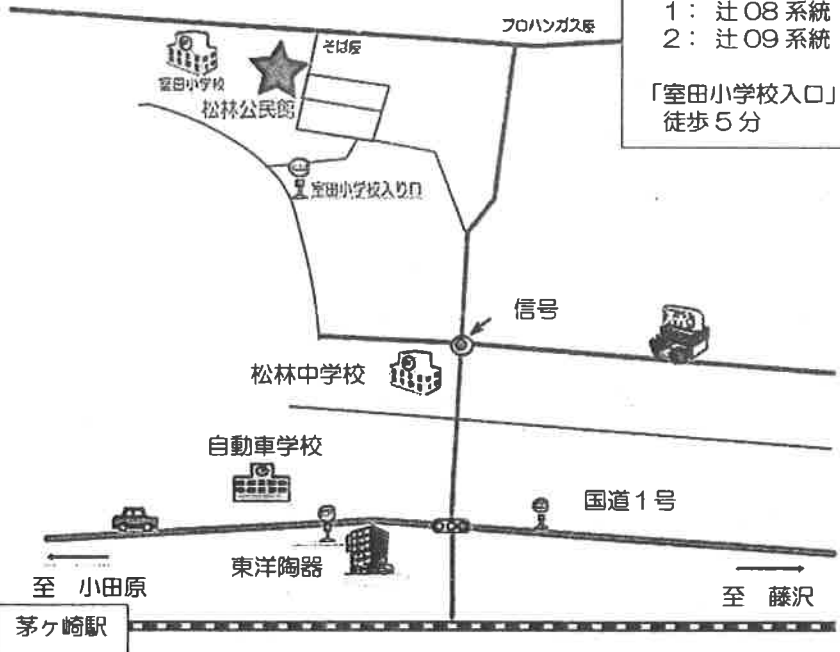 1： 辻０８系統
2： 辻０９系統
「室田小学校入口」
徒歩５分
プロハンガス屋
そば屋
室田小学校
松林公民館
室田小学校入り口
信号
松林中学校
自動車学校
国道１号
東洋陶器
至 小田原
至 藤沢
茅ヶ崎駅